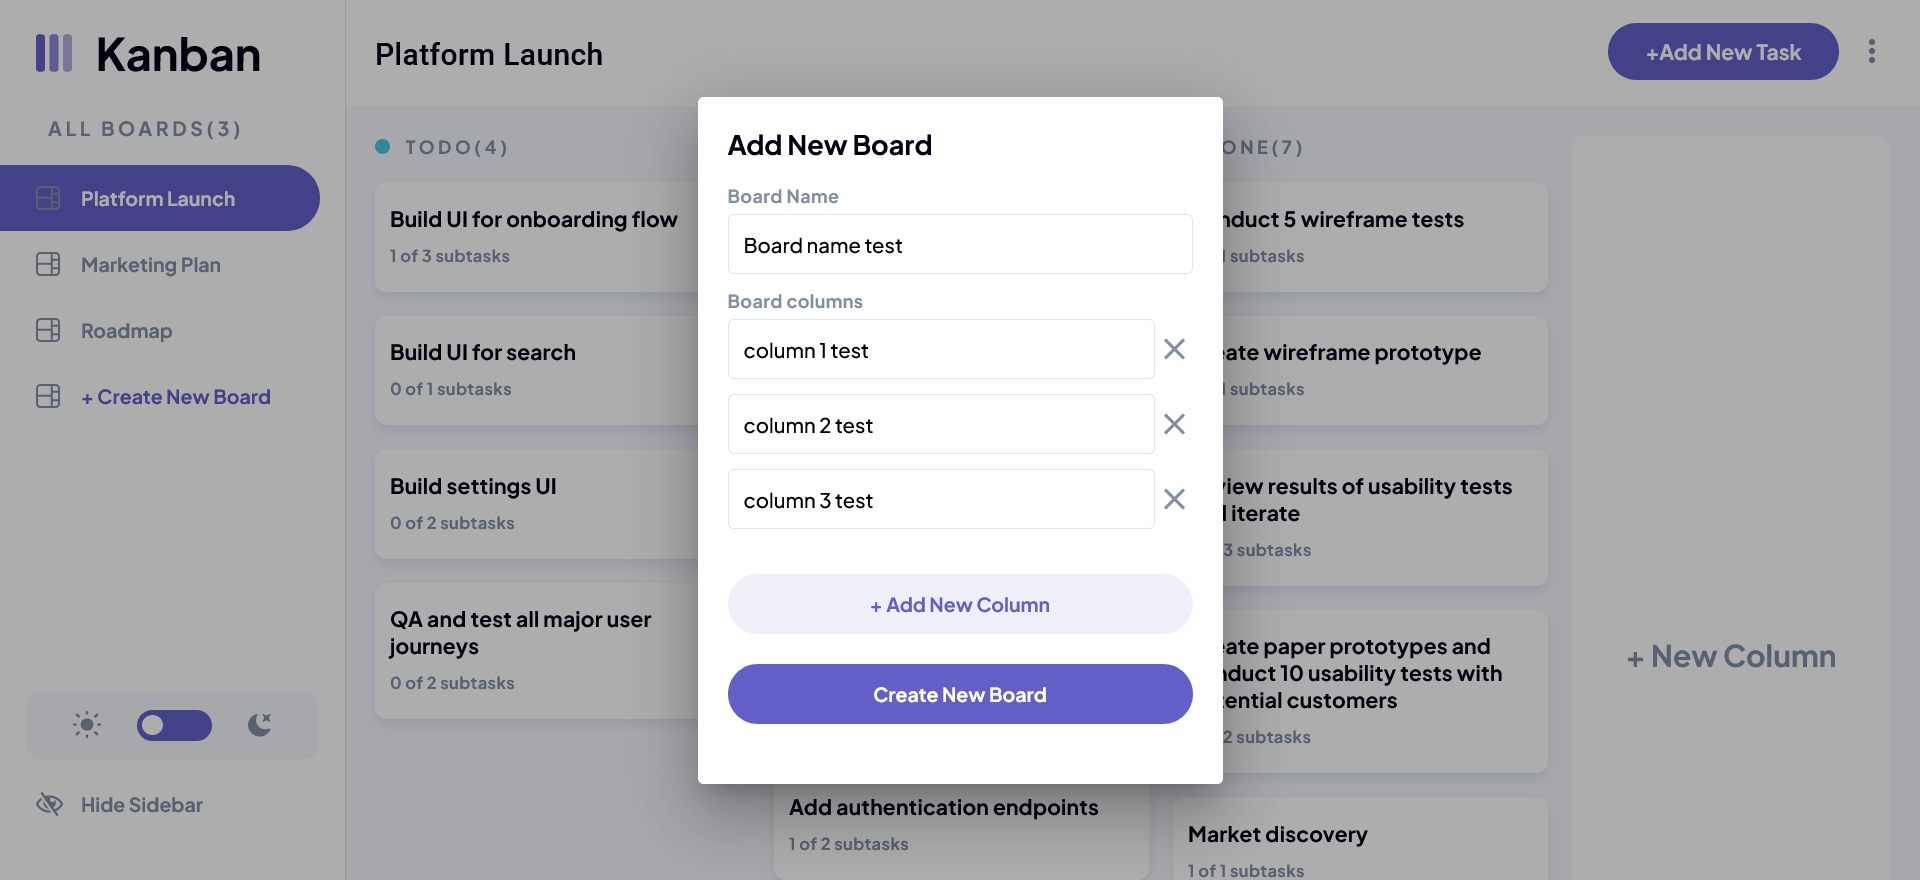 Kanban
ALL BOARDS(3)
Platform Launch
Marketing Plan
Roadmap
+ Create New Board
Hide Sidebar
Platform Launch
+Add New Task
TODO(4)
Build UI for onboarding flow
1 of 3 subtasks
Build UI for search
0 of 1 subtasks
Build settings UI
0 of 2 subtasks
QA and test all major user
journeys
0 of 2 subtasks
Add New Board
Board Name
Board name test
Board columns
column 1 test
column 2 test
column 3 test
+ Add New Column
Create New Board
Add authentication endpoints
1 of 2 subtasks
ONE(7)
nduct 5 wireframe tests
subtasks
eate wireframe prototype
subtasks
view results of usability tests
iterate
3 subtasks
eate paper prototypes and
nduct 10 usability tests with
ential customers
2 subtasks
Market discovery
1 of 1 subtasks
+ New Column